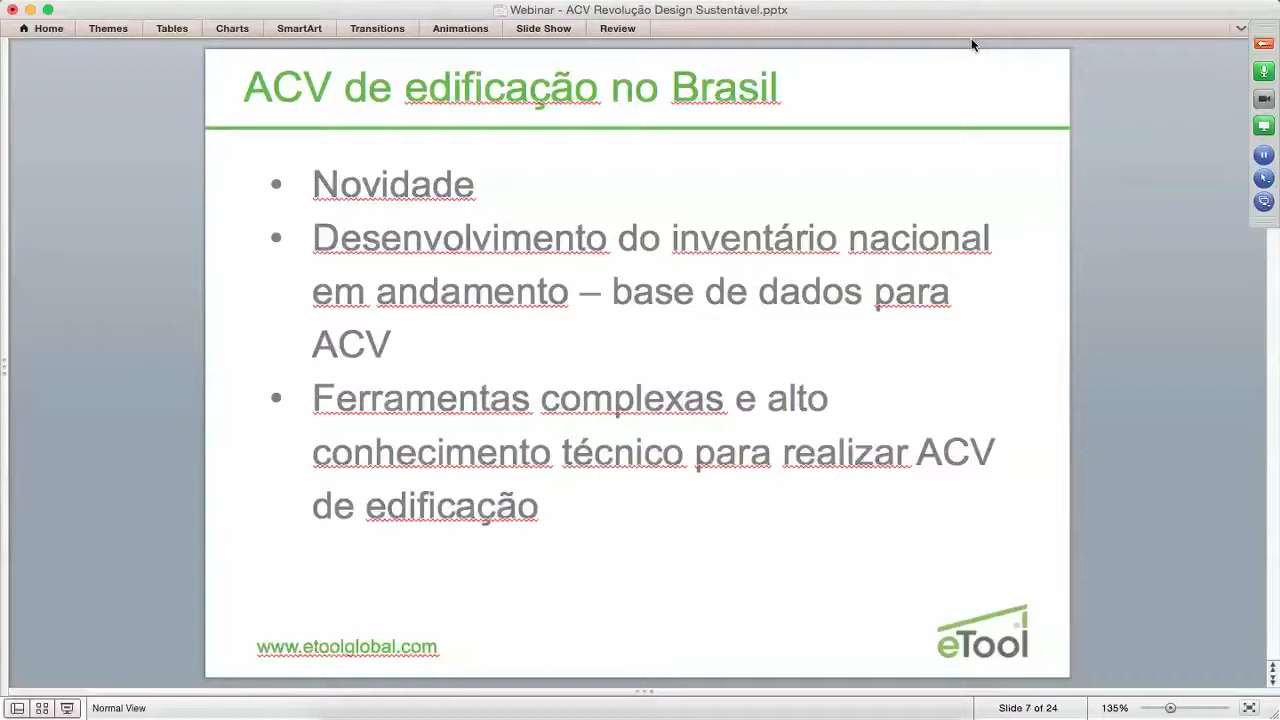 Webinar - ACV Revolução Design Sustentável.pptx
Home Themes Tables Charts SmartArt Transitions Animations Slide Show Review
ACV de edificação no Brasil
• Novidade
• Desenvolvimento do inventário nacional
em andamento – base de dados para
ACV
• Ferramentas complexas e alto
conhecimento técnico para realizar ACV
de edificação
www.etoolglobal.com
eTool
Normal View Slide 7 of 24 135%